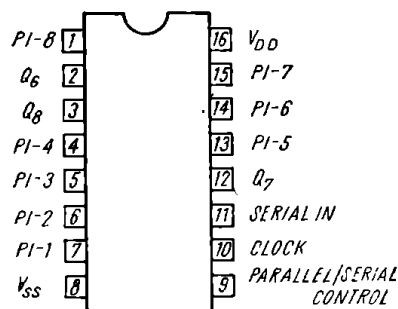 PI-8 1 16 VDD
Q6 2 15 PI-7
Q8 3 14 PI-6
PI-4 4 13 PI-5
PI-3 5 12 Q7
PI-2 6 11 SERIAL IN
PI-1 7 10 CLOCK
VSS 8 9 PARALLEL/SERIAL
CONTROL